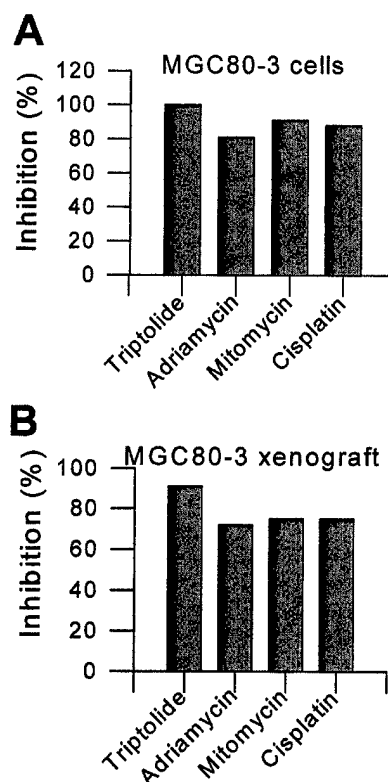 A
MGC80-3 cells
Inhibition (%)
120
100
80
60
40
20
0
Triptolide
Adriamycin
Mitomycin
Cisplatin
B
MGC80-3 xenograft
Inhibition (%)
100
80
60
40
20
0
Triptolide
Adriamycin
Mitomycin
Cisplatin